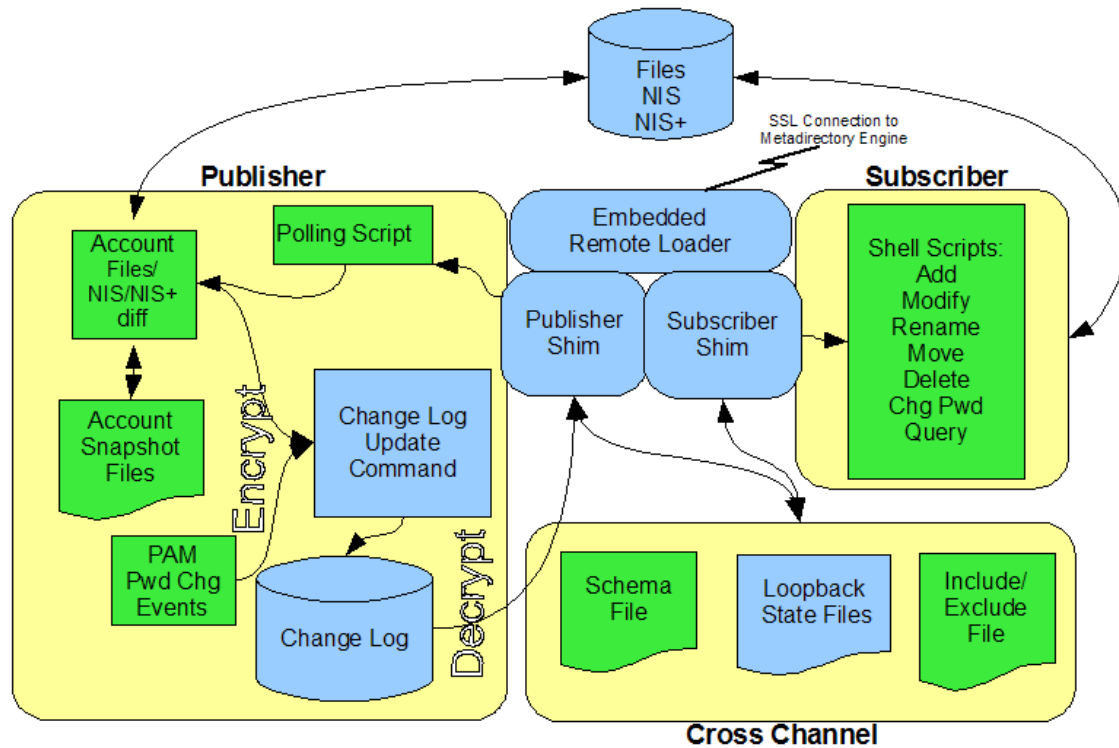 Files
NIS
NIS+
SSL Connection to
Metadirectory Engine
Publisher
Subscriber
Account
Files/
NIS/NIS+
diff
Polling Script
Embedded
Remote Loader
Publisher
Shim
Subscriber
Shim
Shell Scripts:
Add
Modify
Rename
Move
Delete
Chg Pwd
Query
Account
Snapshot
Files
Encrypt
Change Log
Update
Command
PAM
Pwd Chg
Events
Change Log
Decrypt
Schema
File
Loopback
State Files
Include/
Exclude
File
Cross Channel